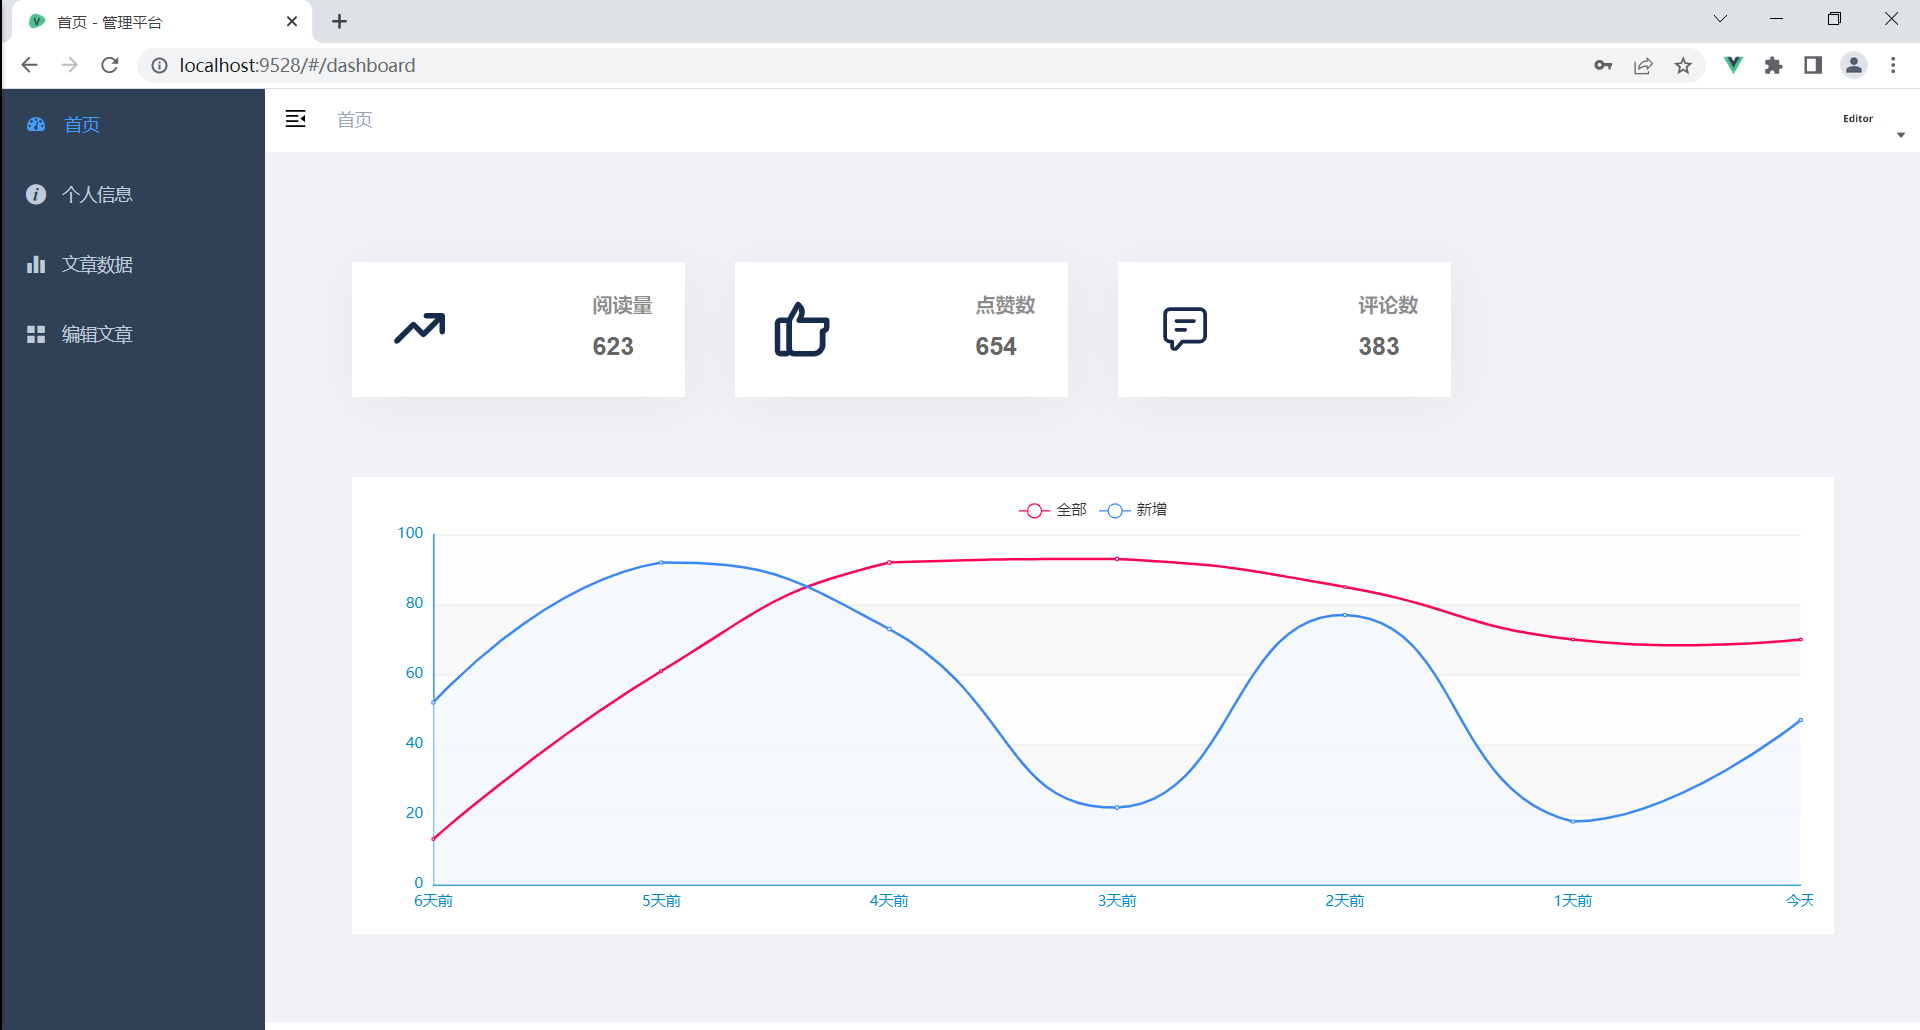 首页 - 管理平台
localhost:9528/#/dashboard
首页
个人信息
文章数据
编辑文章
首页
Editor
阅读量
623
点赞数
654
评论数
383
全部 新增
100
80
60
40
20
0
6天前 5天前 4天前 3天前 2天前 1天前 今天